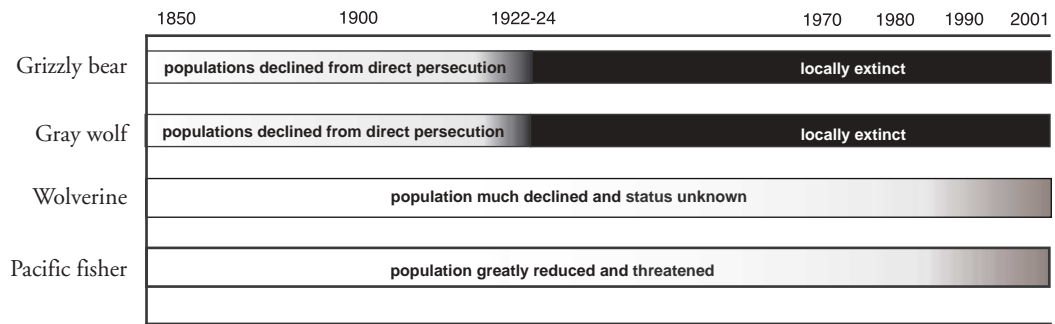 1850 1900 1922-24 1970 1980 1990 2001
Grizzly bear populations declined from direct persecution locally extinct
Gray wolf populations declined from direct persecution locally extinct
Wolverine population much declined and status unknown
Pacific fisher population greatly reduced and threatened